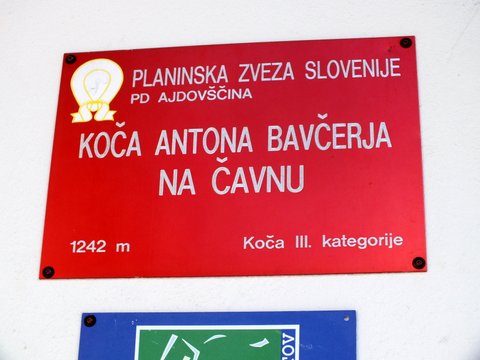 PLANINSKA ZVEZA SLOVENIJE
PD AJDOVŠČINA
KOČA ANTONA BAVČERJA
NA ČAVNU
1242 m
Koča III. kategorije